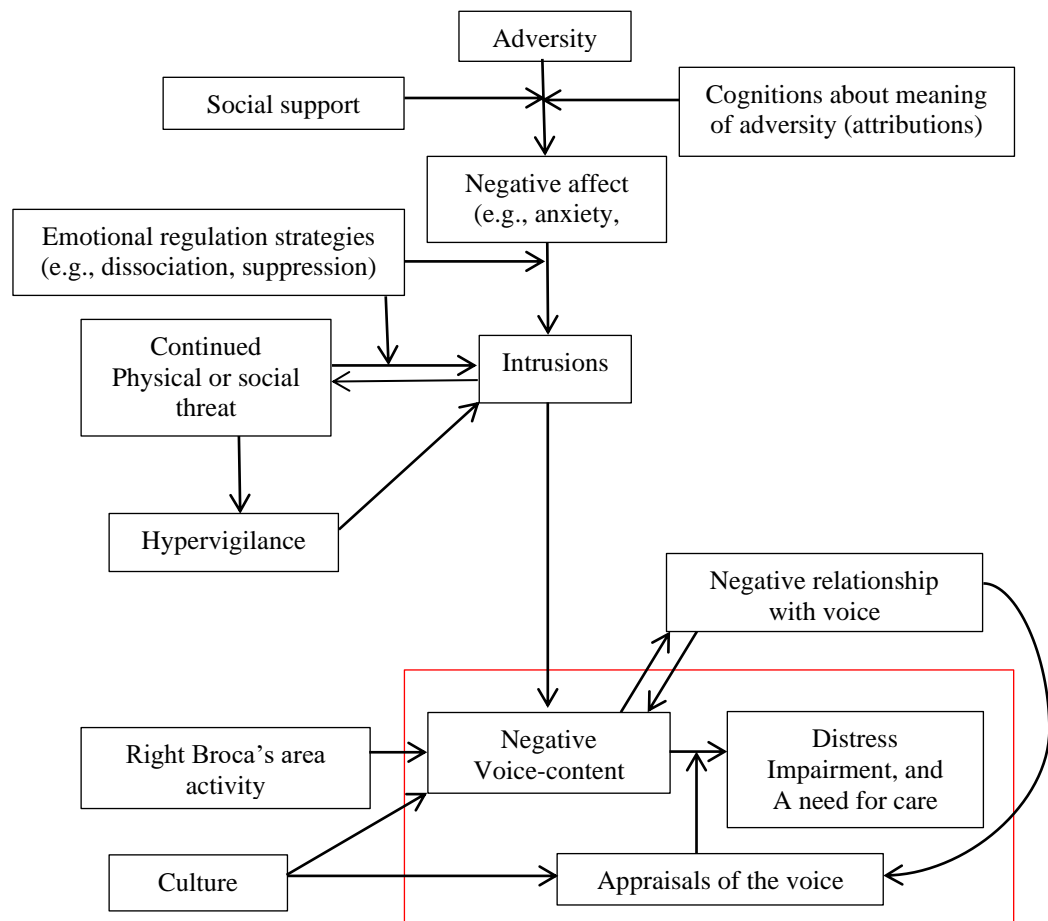 Adversity
Social support
Cognitions about meaning
of adversity (attributions)
Negative affect
(e.g., anxiety,
Emotional regulation strategies
(e.g., dissociation, suppression)
Continued
Physical or social
threat
Intrusions
Hypervigilance
Negative relationship
with voice
Right Broca’s area
activity
Negative
Voice-content
Distress
Impairment, and
A need for care
Culture
Appraisals of the voice